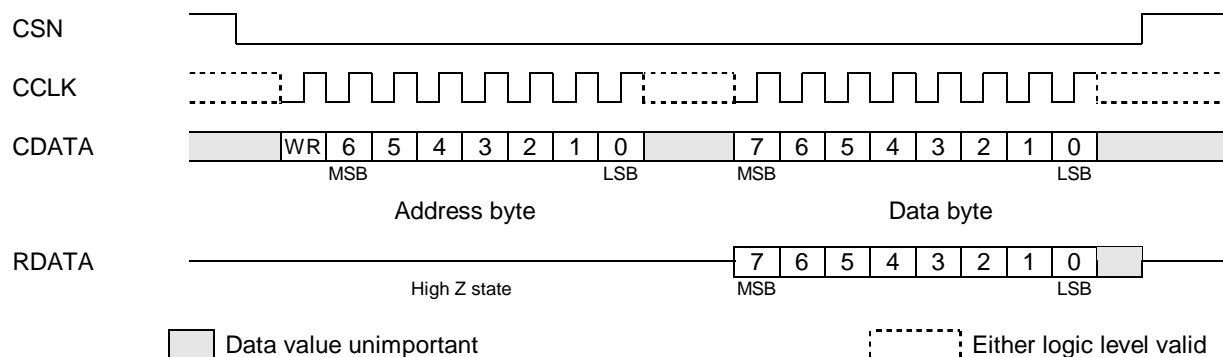 CSN
CCLK
CDATA WR 6 5 4 3 2 1 0 7 6 5 4 3 2 1 0
MSB LSB MSB LSB
Address byte Data byte
RDATA 7 6 5 4 3 2 1 0
High Z state MSB LSB
Data value unimportant Either logic level valid